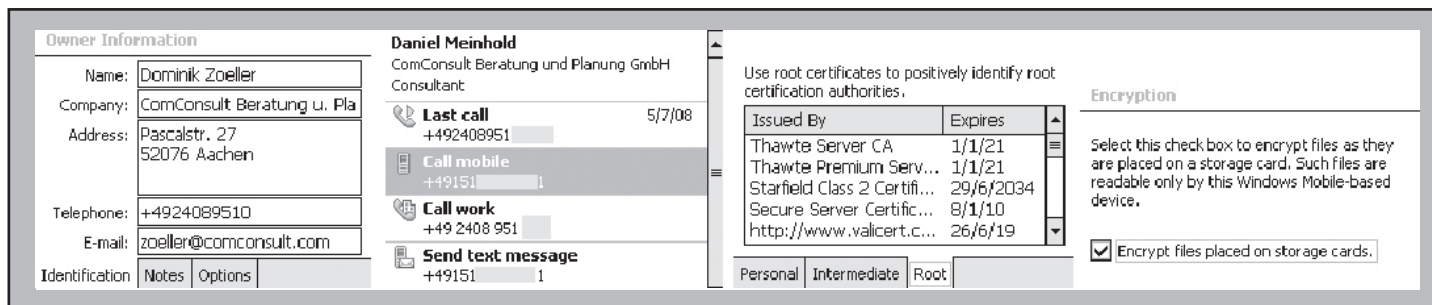 Owner Information
Name: Dominik Zoeller
Company: ComConsult Beratung u. Pla
Address: Pascalstr. 27
52076 Aachen
Telephone: +4924089510
E-mail: zoeller@comconsult.com
Identification Notes Options
Daniel Meinhold
ComConsult Beratung und Planung GmbH
Consultant
Last call 5/7/08
+492408951
Call mobile
+49151 1
Call work
+49 2408 951
Send text message
+49151 1
Use root certificates to positively identify root
certification authorities.
Issued By Expires
Thawte Server CA 1/1/21
Thawte Premium Serv... 1/1/21
Starfield Class 2 Certifi... 29/6/2034
Secure Server Certific... 8/1/10
http://www.valicert.c... 26/6/19
Personal Intermediate Root
Encryption
Select this check box to encrypt files as they
are placed on a storage card. Such files are
readable only by this Windows Mobile-based
device.
Encrypt files placed on storage cards.